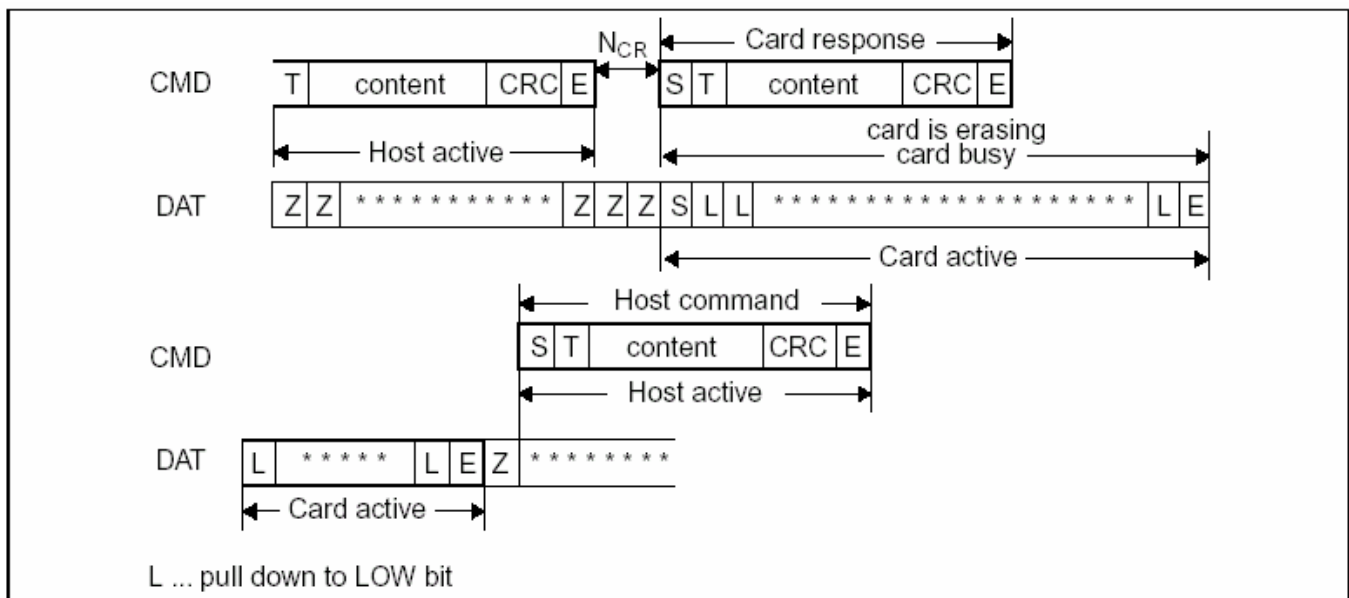 N_CR Card response
CMD T content CRC E S T content CRC E
Host active card is erasing
card busy
DAT Z Z * * * * * * * * * * * Z Z Z S L L * * * * * * * * * * * * * * * * * * * * L E
Card active
Host command
CMD S T content CRC E
Host active
DAT L * * * * * L E Z * * * * * * * *
Card active
L ... pull down to LOW bit